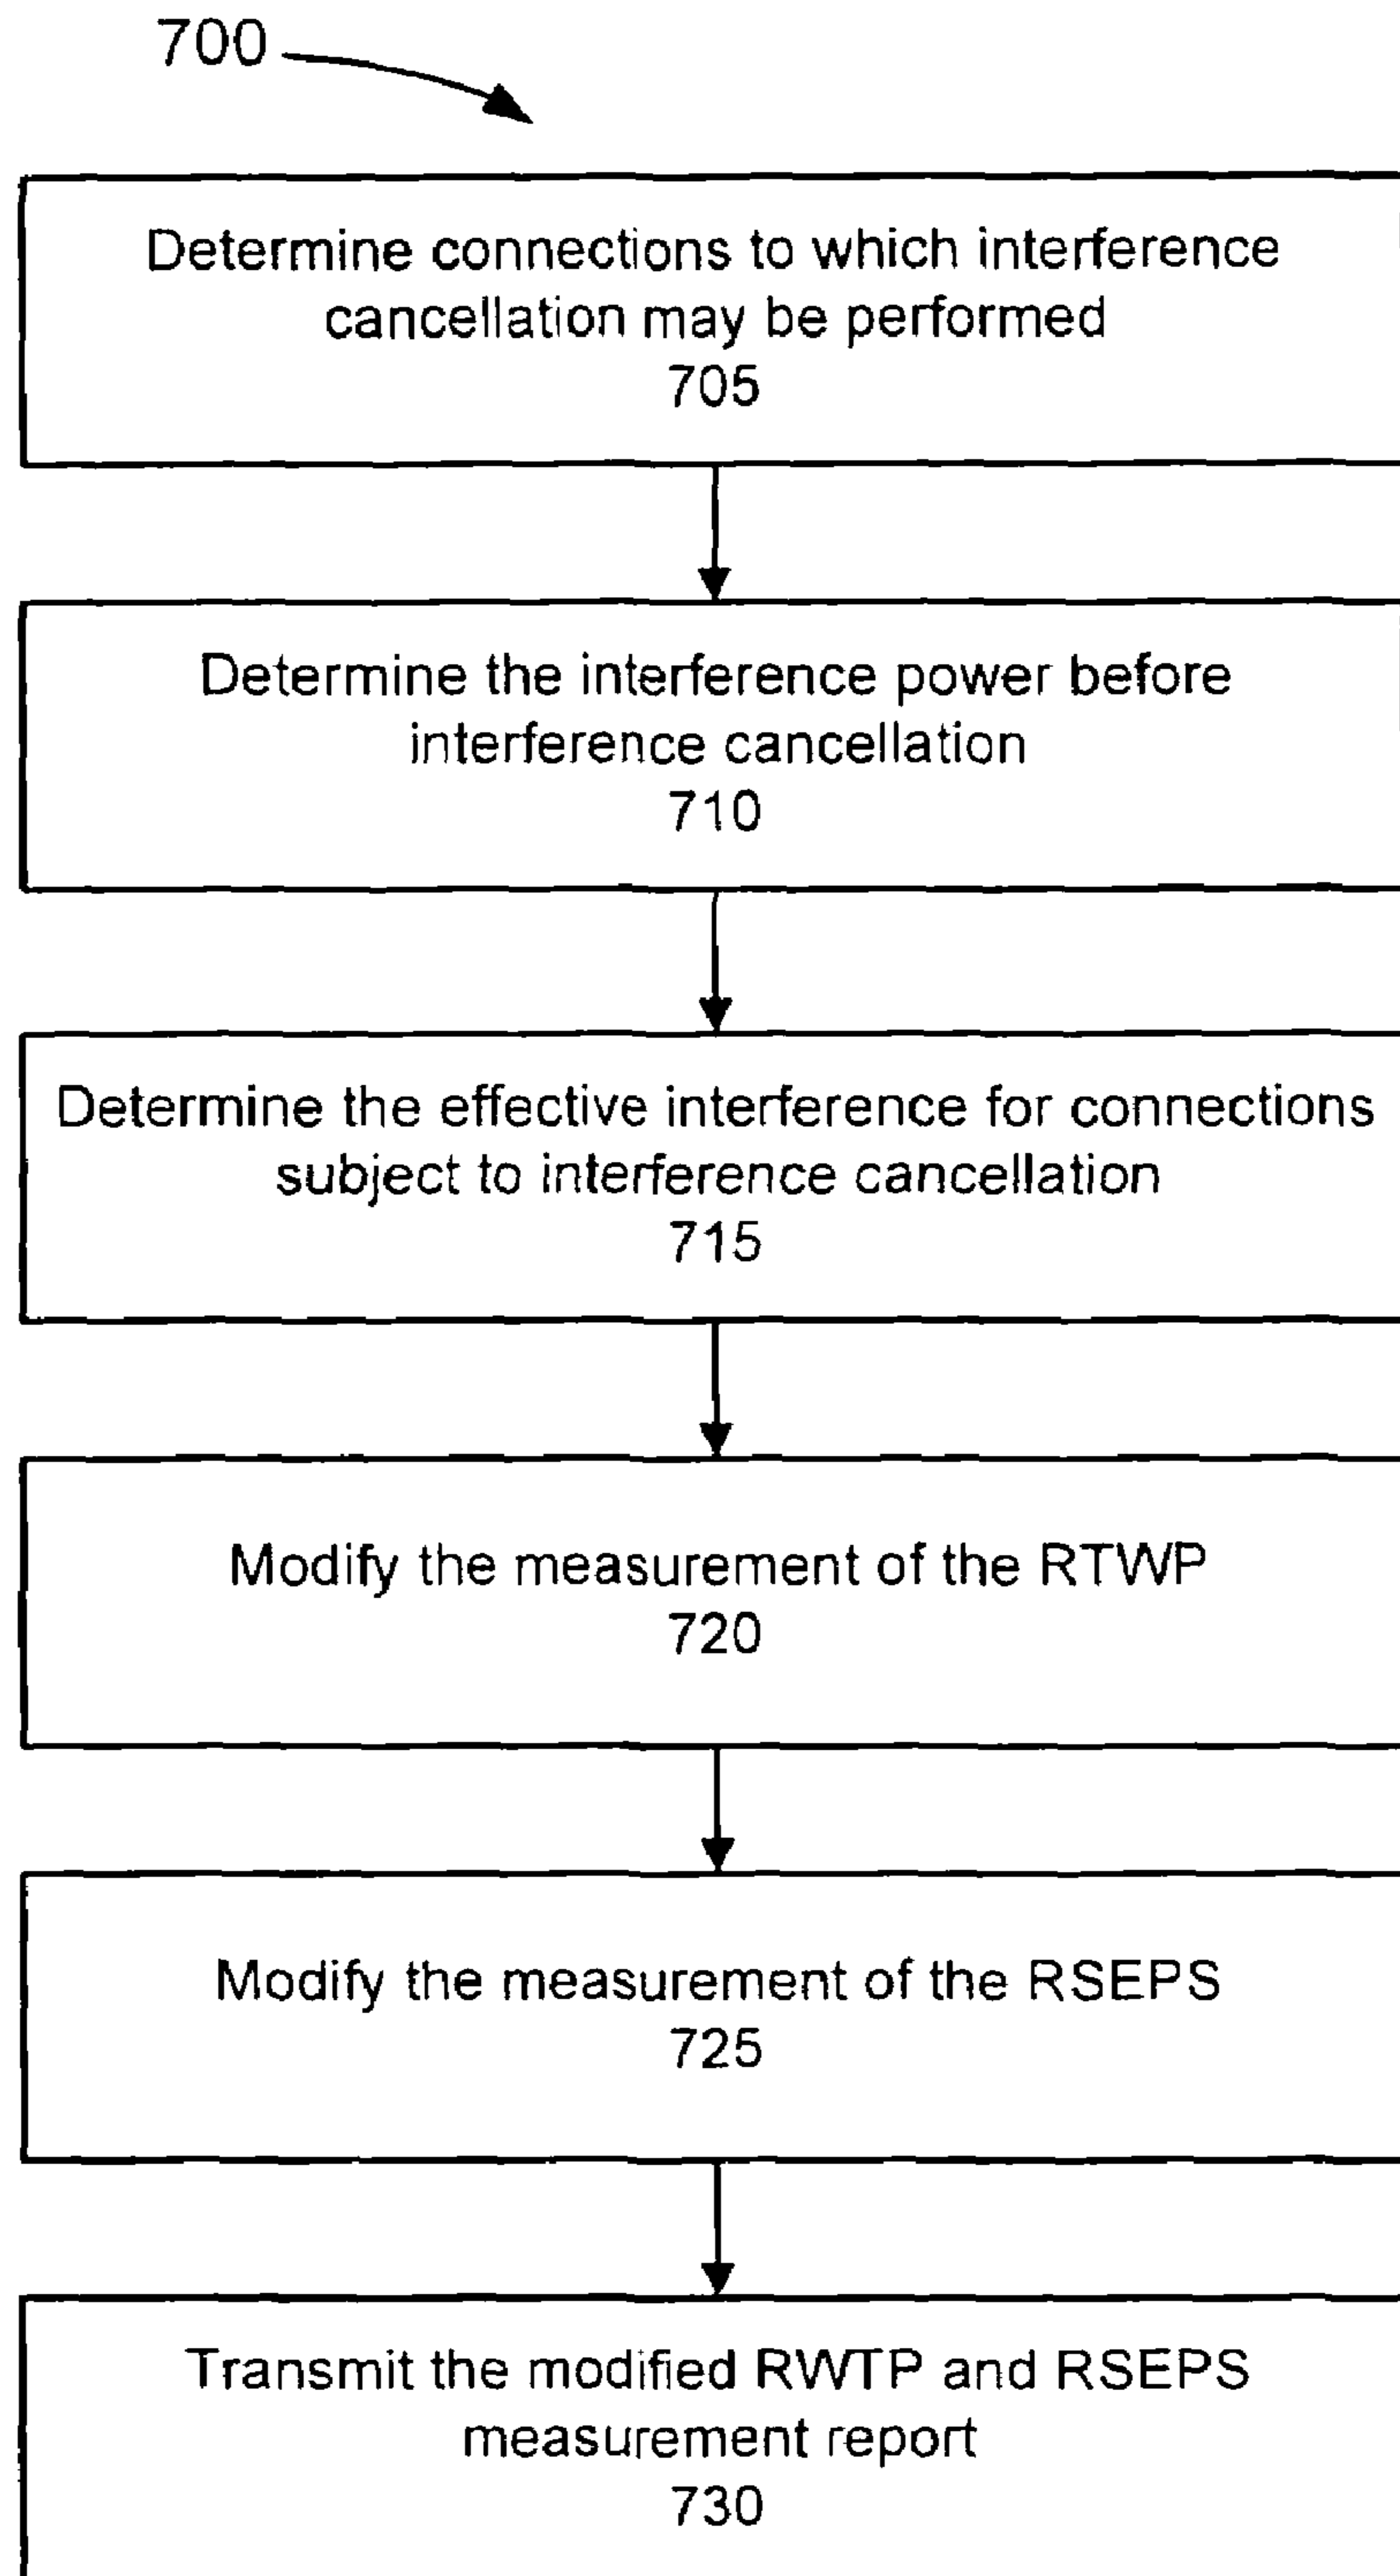 700
Determine connections to which interference
cancellation may be performed
705
Determine the interference power before
interference cancellation
710
Determine the effective interference for connections
subject to interference cancellation
715
Modify the measurement of the RTWP
720
Modify the measurement of the RSEPS
725
Transmit the modified RWTP and RSEPS
measurement report
730